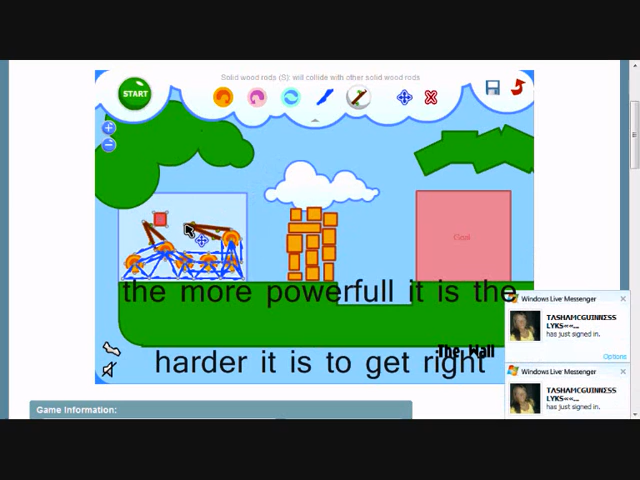 Solid wood rods (S): will collide with other solid wood rods
START
Goal
the more powerfull it is the
The Wall
harder it is to get right
Windows Live Messenger
TASHAMCGUINNESS
LYKS««...
has just signed in.
Options
Windows Live Messenger
TASHAMCGUINNESS
LYKS««...
has just signed in.
Game Information: